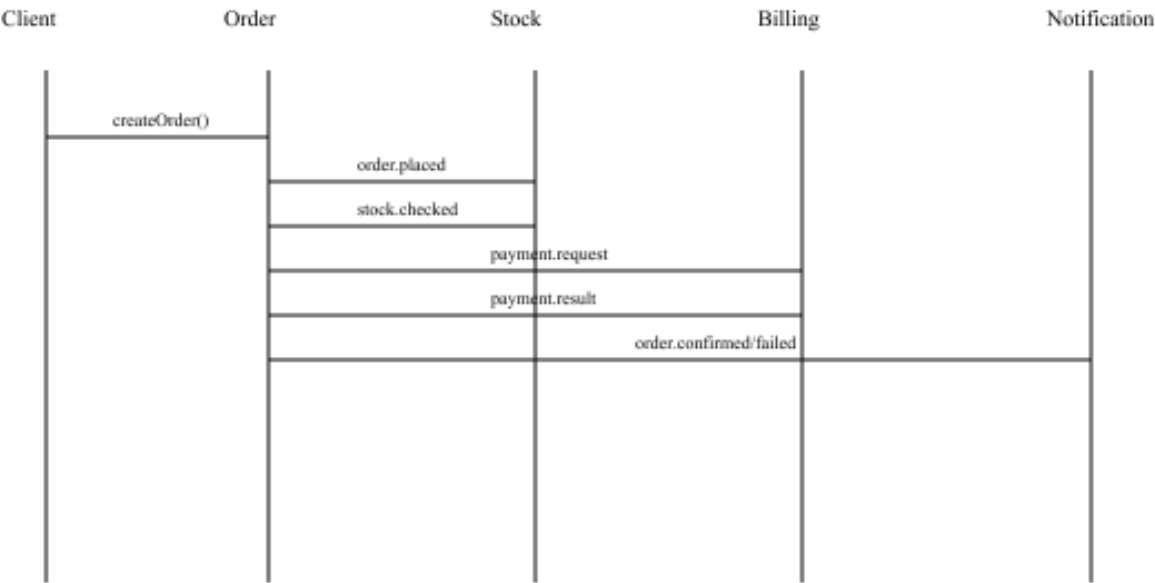 Client Order Stock Billing Notification
createOrder()
order.placed
stock.checked
payment.request
payment.result
order.confirmed/failed